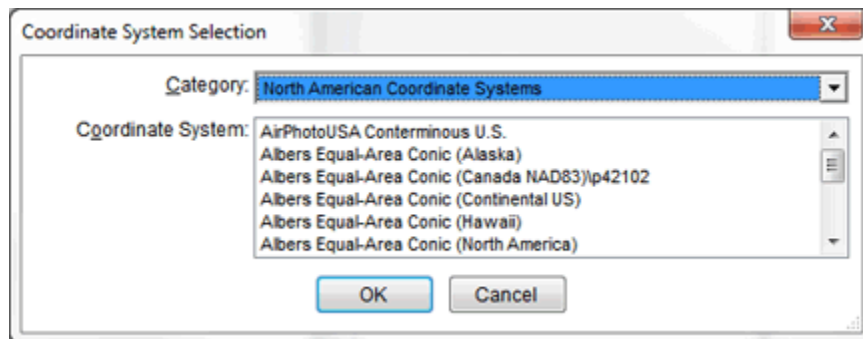 Coordinate System Selection
x
Category: North American Coordinate Systems
Coordinate System: AirPhotoUSA Conterminous U.S.
Albers Equal-Area Conic (Alaska)
Albers Equal-Area Conic (Canada NAD83)\p42102
Albers Equal-Area Conic (Continental US)
Albers Equal-Area Conic (Hawaii)
Albers Equal-Area Conic (North America)
OK Cancel